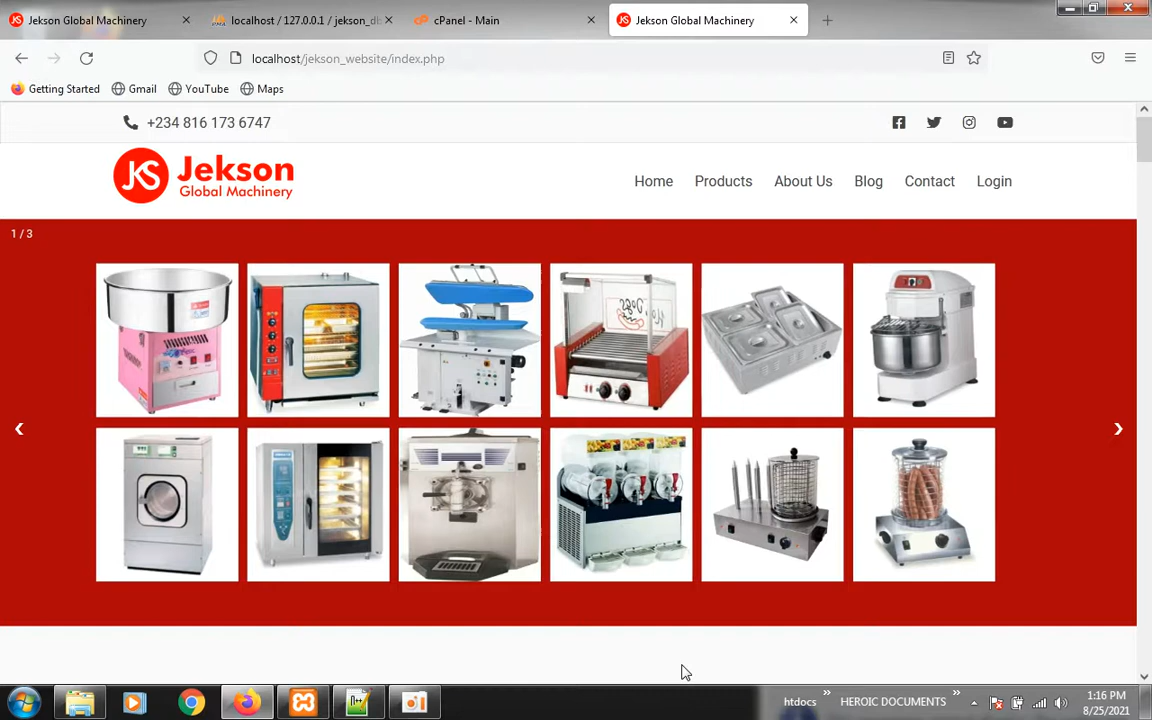 Jekson Global Machinery
localhost / 127.0.0.1 / jekson_db
cPanel - Main
Jekson Global Machinery
localhost/jekson_website/index.php
Getting Started
Gmail
YouTube
Maps
+234 816 173 6747
JKS
Jekson
Global Machinery
Home
Products
About Us
Blog
Contact
Login
1 / 3
htdocs
HEROIC DOCUMENTS
1:16 PM
8/25/2021